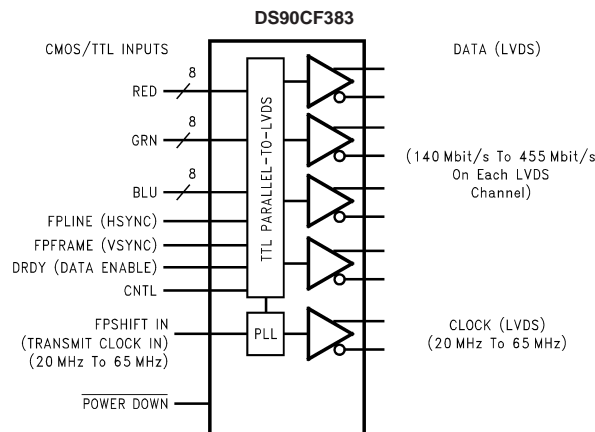 DS90CF383
CMOS/TTL INPUTS
DATA (LVDS)
8
RED
8
GRN
(140 Mbit/s To 455 Mbit/s
On Each LVDS
Channel)
8
BLU
TTL PARALLEL-TO-LVDS
FPLINE (HSYNC)
FPFRAME (VSYNC)
DRDY (DATA ENABLE)
CNTL
FPSHIFT IN
(TRANSMIT CLOCK IN)
(20 MHz To 65 MHz)
PLL
CLOCK (LVDS)
(20 MHz To 65 MHz)
POWER DOWN